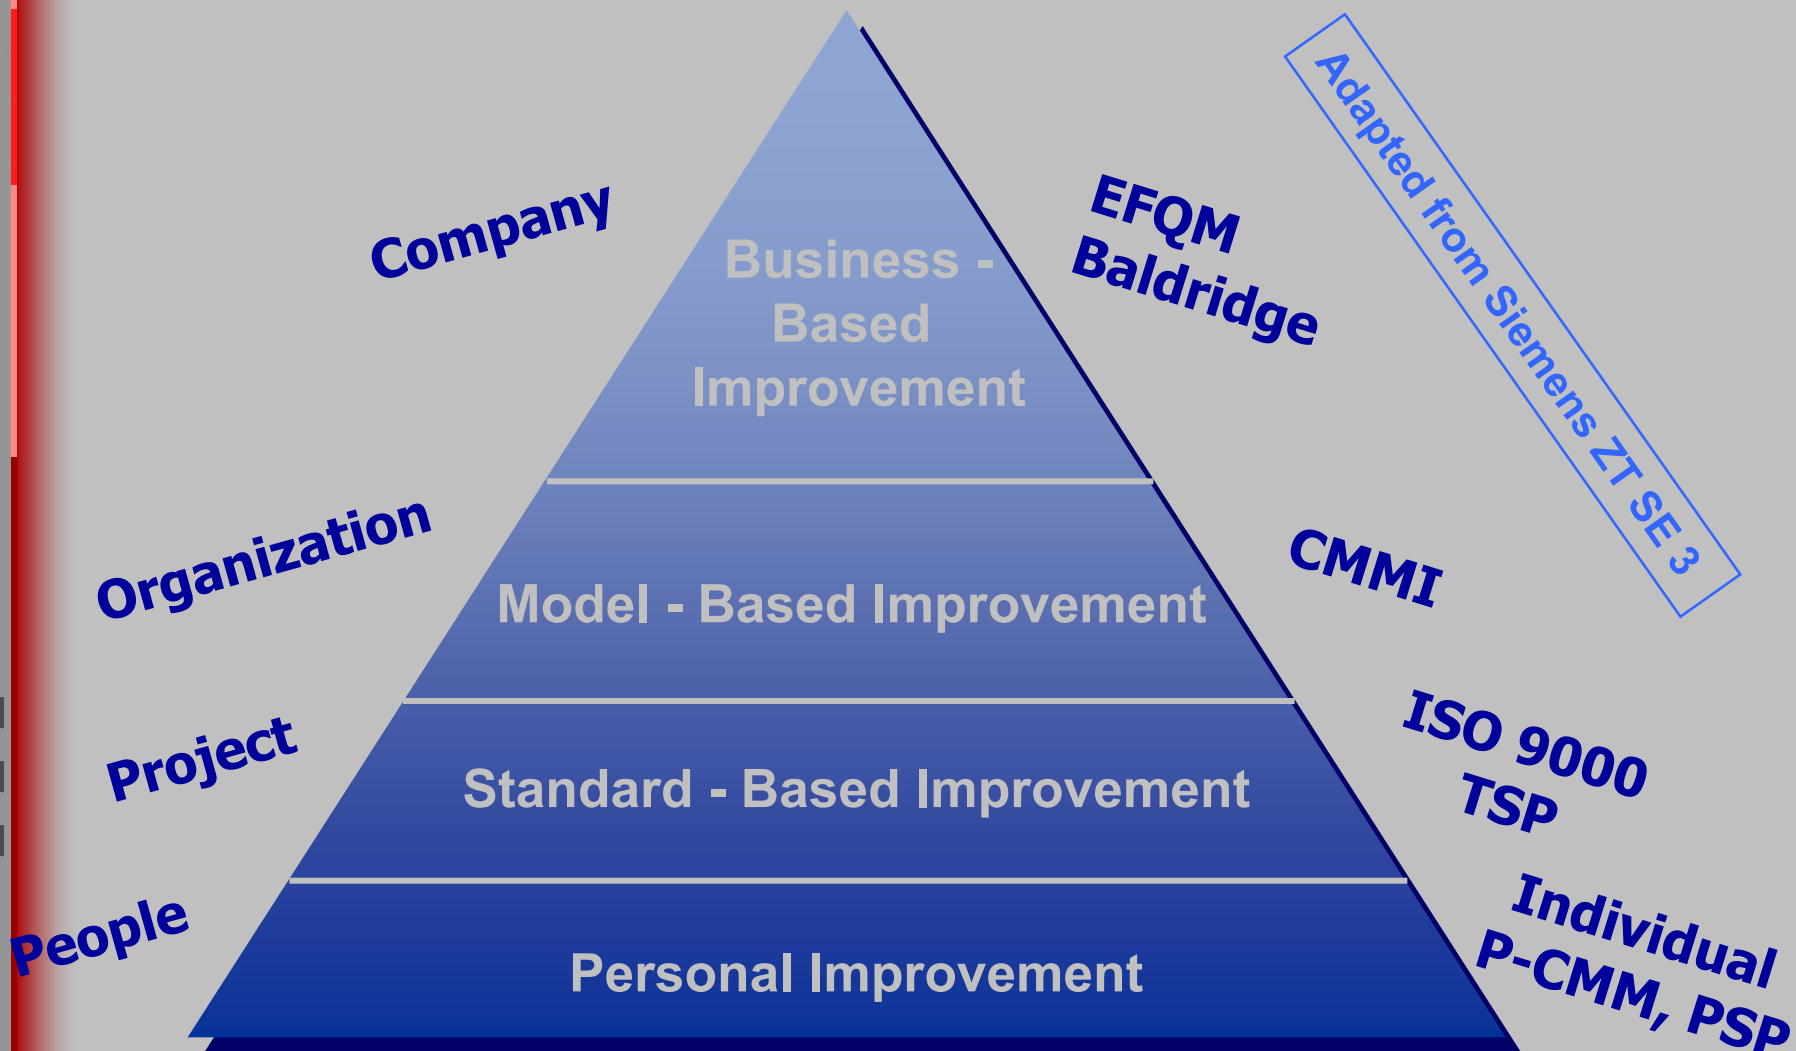 Adapted from Siemens ZT SE 3
Company
Business -
Based
Improvement
EFQM
Baldridge
Organization
Model - Based Improvement
CMMI
Project
Standard - Based Improvement
ISO 9000
TSP
People
Personal Improvement
Individual
P-CMM, PSP